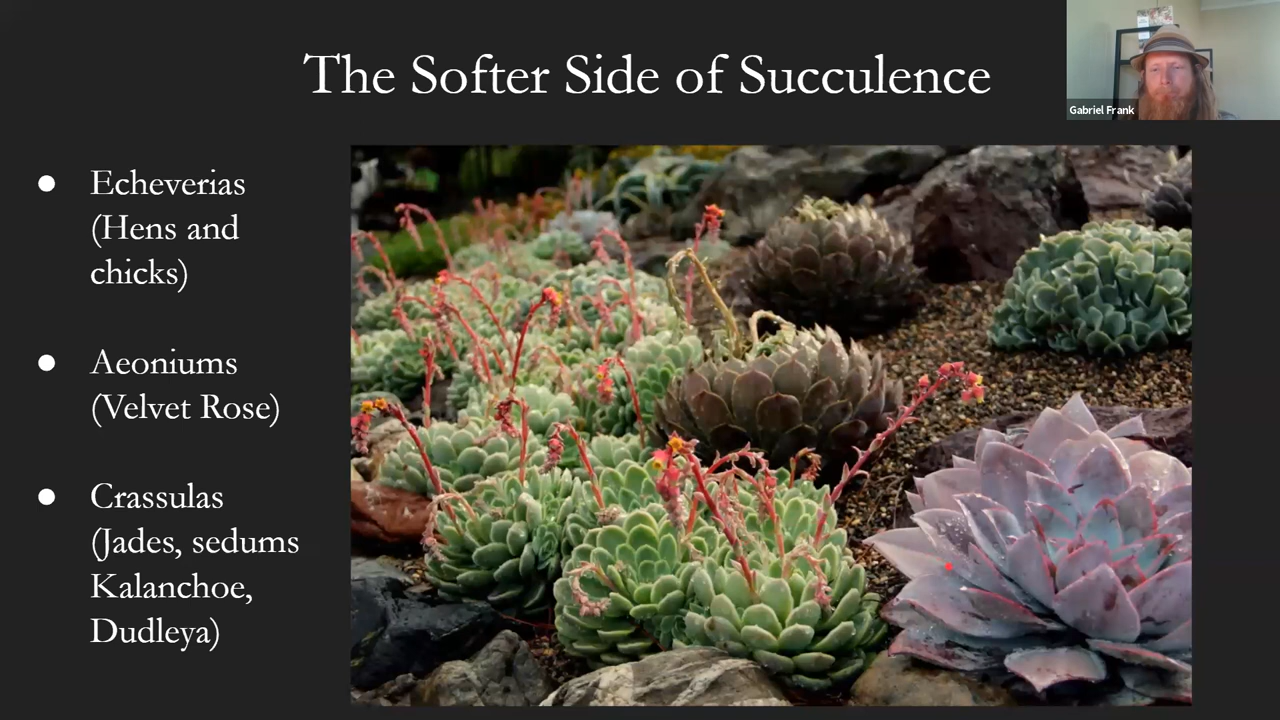 The Softer Side of Succulence
Gabriel Frank
● Echeverias
(Hens and
chicks)
● Aeoniums
(Velvet Rose)
● Crassulas
(Jades, sedums
Kalanchoe,
Dudleya)